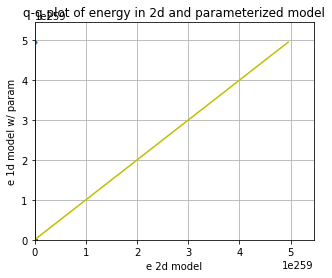 q-q plot of energy in 2d and parameterized model
1e259
5
4
3
2
1
0
e 1d model w/ param
0 1 2 3 4 5
1e259
e 2d model